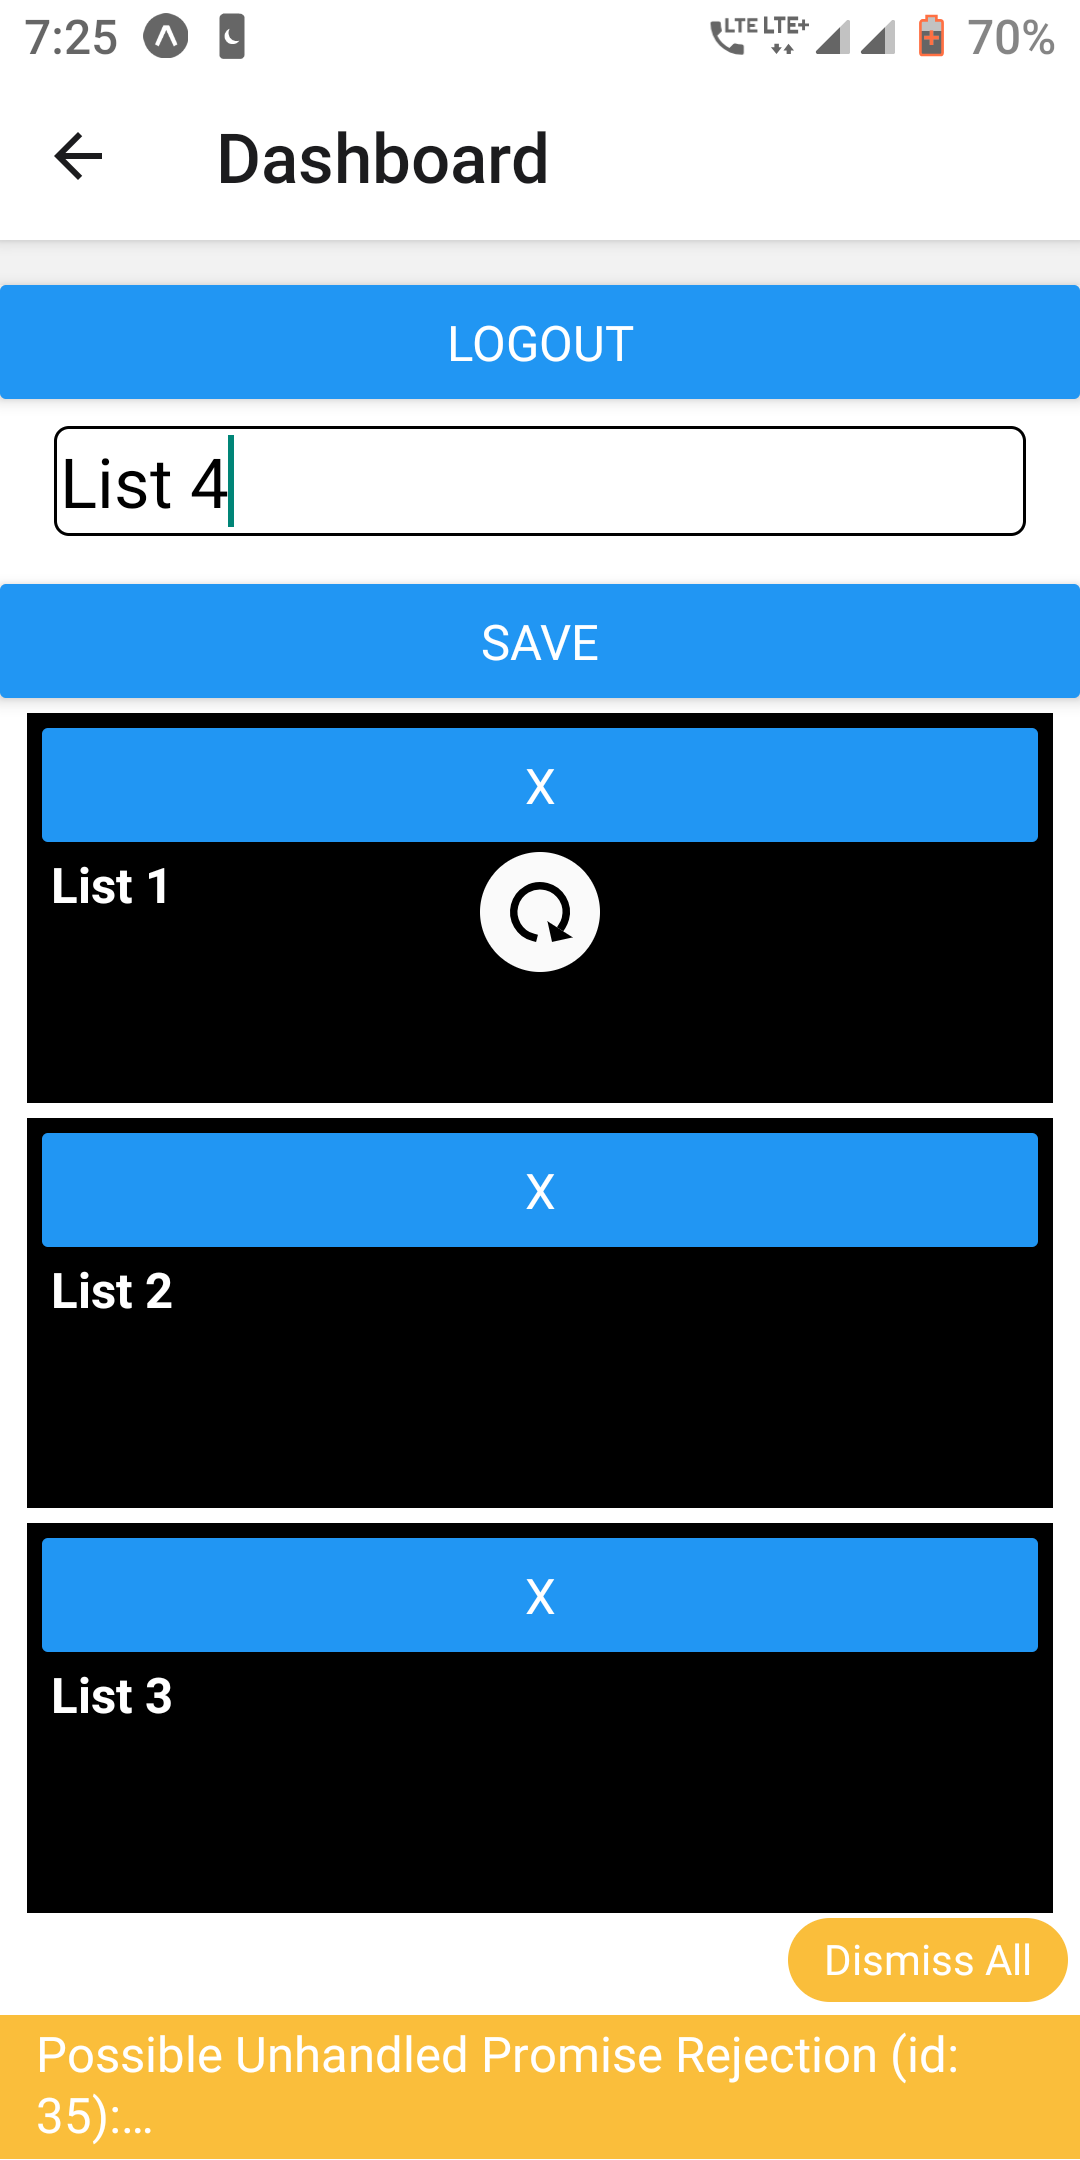 7:25 LTE LTE+ 70%
Dashboard
LOGOUT
List 4
SAVE
X
List 1
X
List 2
X
List 3
Dismiss All
Possible Unhandled Promise Rejection (id:
35):...